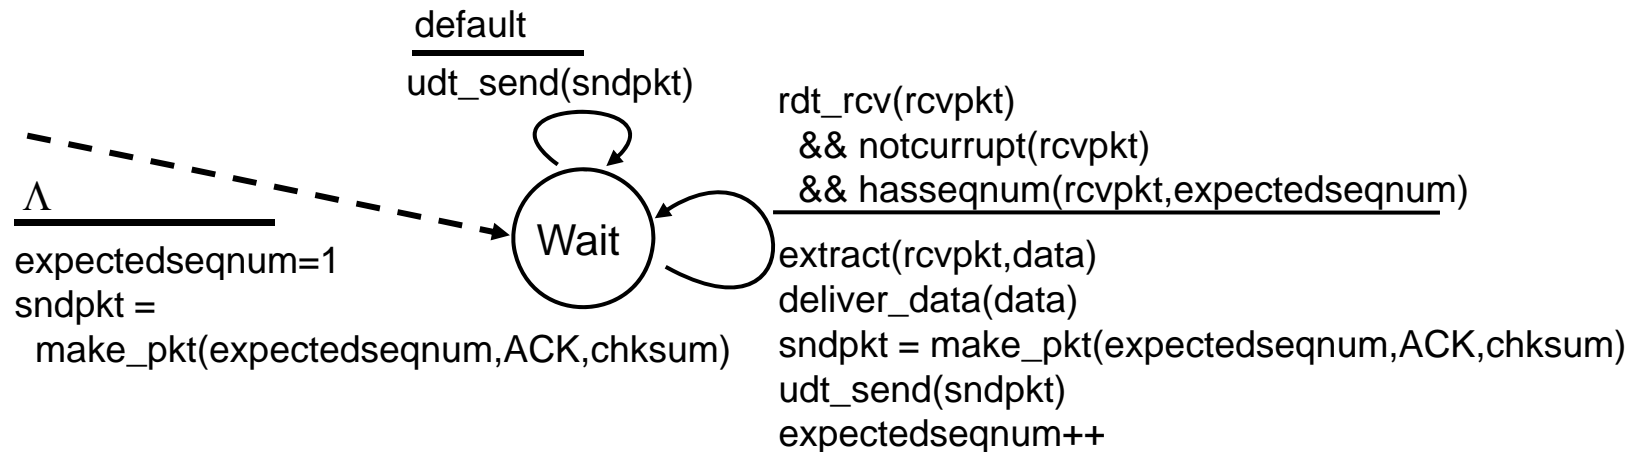 default
udt_send(sndpkt)
rdt_rcv(rcvpkt)
&& notcurrupt(rcvpkt)
&& hasseqnum(rcvpkt,expectedseqnum)
Λ
expectedseqnum=1
sndpkt =
make_pkt(expectedseqnum,ACK,chksum)
Wait
extract(rcvpkt,data)
deliver_data(data)
sndpkt = make_pkt(expectedseqnum,ACK,chksum)
udt_send(sndpkt)
expectedseqnum++